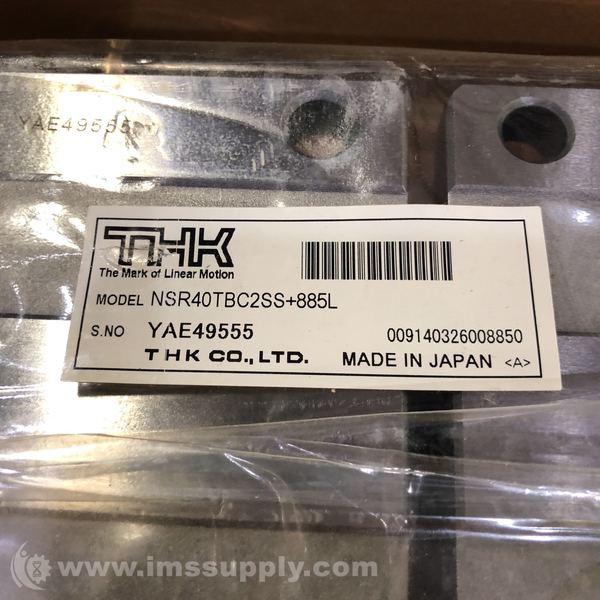 YAE49555
THK
The Mark of Linear Motion
MODEL NSR40TBC2SS+885L
S.NO YAE49555
009140326008850
THK CO., LTD. MADE IN JAPAN <A>
www.imssupply.com